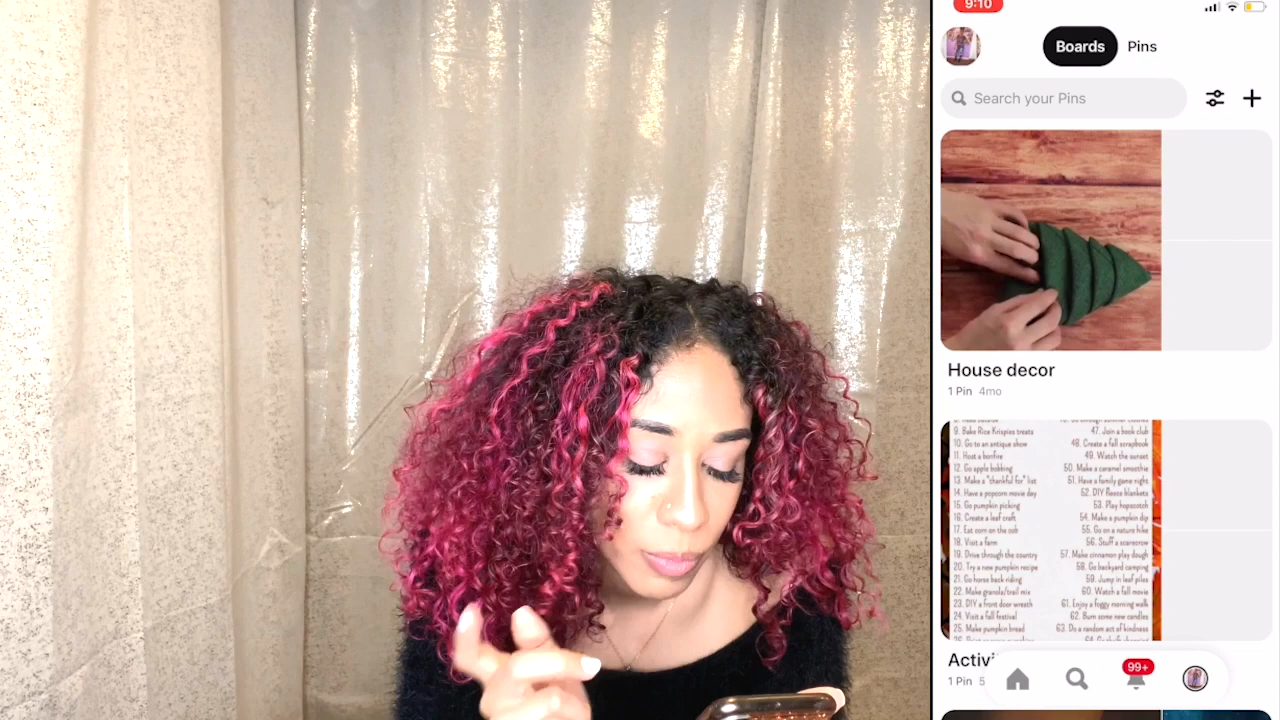 9:10
Boards Pins
Search your Pins
House decor
1 Pin 4mo
9. Bake Rice Krispies treats
10. Go to an antique show
11. Host a bonfire
12. Go apple bobbing
13. Make a "thankful for" list
14. Have a popcorn movie day
15. Go pumpkin picking
16. Create a leaf craft
17. Eat corn on the cob
18. Visit a farm
19. Drive through the country
20. Try a new pumpkin recipe
21. Go horse back riding
22. Make granola/trail mix
23. DIY a front door wreath
24. Visit a fall festival
25. Make pumpkin bread
47. Join a book club
48. Create a fall scrapbook
49. Watch the sunset
50. Make a caramel smoothie
51. Have a family game night
52. DIY fleece blankets
53. Play hopscotch
54. Make a pumpkin dip
55. Go on a nature hike
56. Stuff a scarecrow
57. Make cinnamon play dough
58. Go backyard camping
59. Jump in leaf piles
60. Watch a fall movie
61. Enjoy a foggy morning walk
62. Burn some new candles
63. Do a random act of kindness
Activi
1 Pin 5
99+